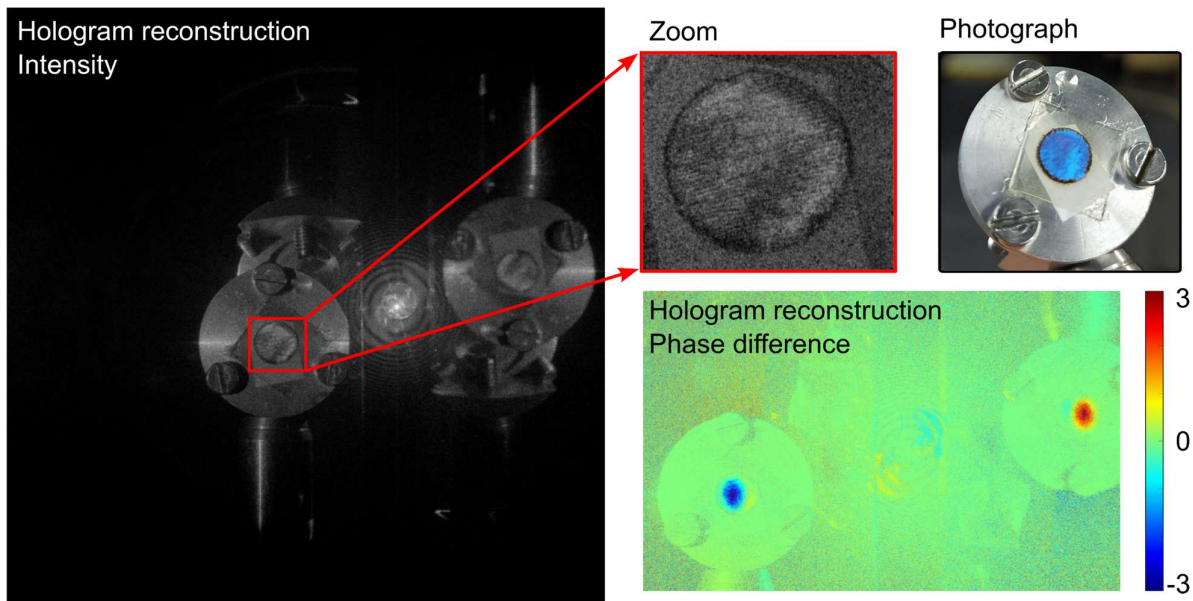 Hologram reconstruction
Intensity
Zoom
Photograph
Hologram reconstruction
Phase difference
3
0
-3